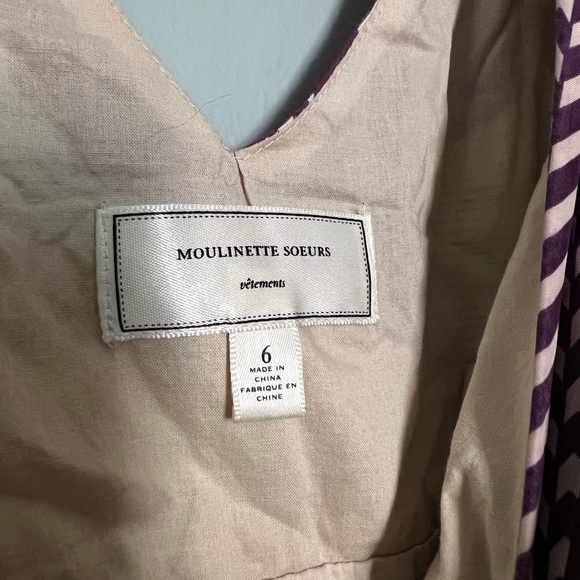 MOULINETTE SOEURS
vêtements
6
MADE IN
CHINA
FABRIQUE EN
CHINE